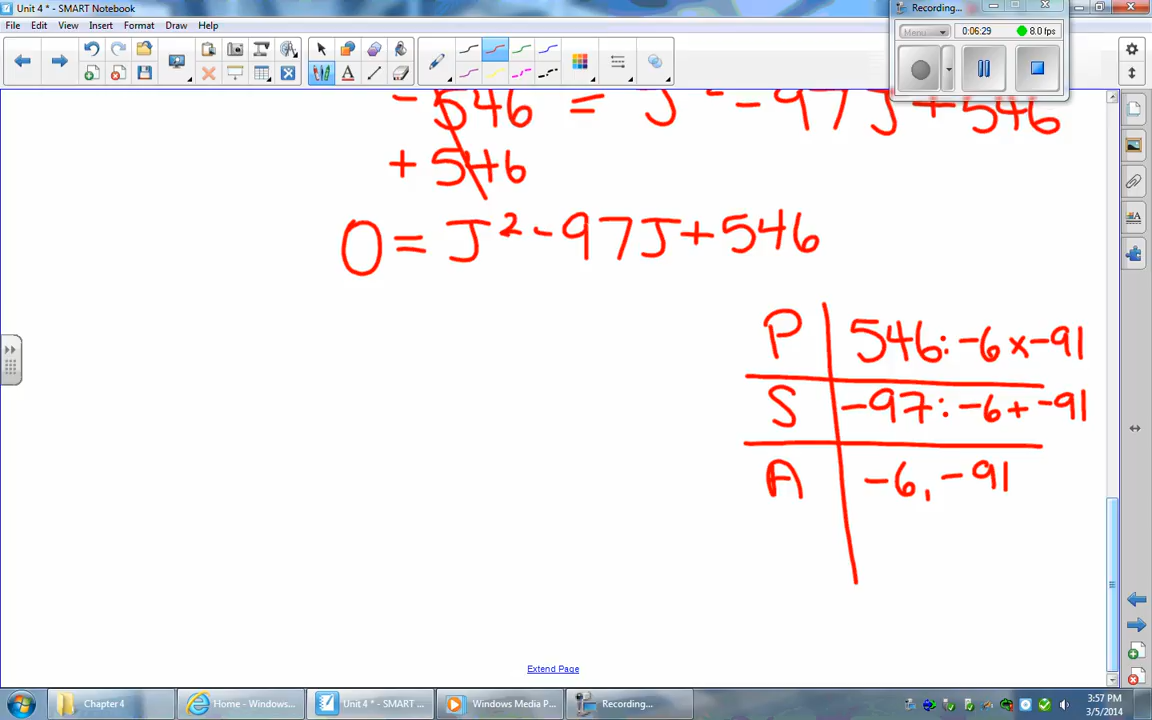 Unit 4 * - SMART Notebook
File Edit View Insert Format Tools Draw Help
Recording...
Menu 0:06:29 8.0 fps
- 546 = J² - 97J + 546
+ 546
0 = J² - 97J + 546
P 546: -6 x -91
S -97: -6 + -91
A -6, -91
Extend Page
Chapter 4 Home - Windows... Unit 4 * - SMART ... Windows Media P... Recording...
3:57 PM
3/5/2014